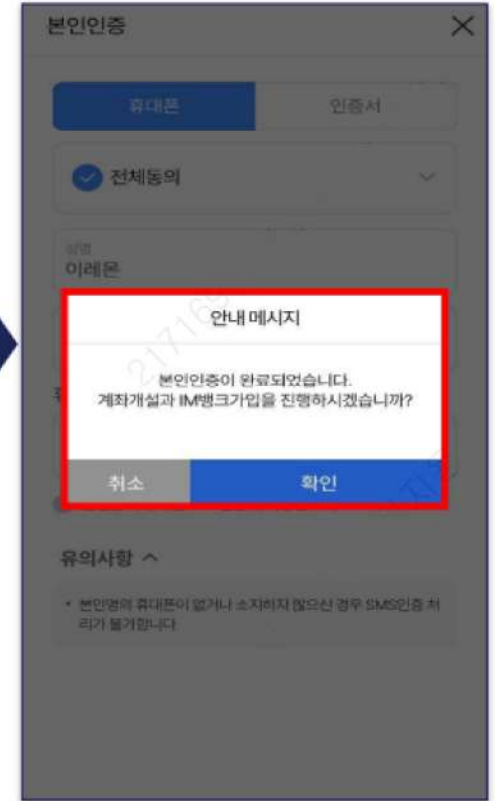 본인인증
휴대폰 인증서
전체동의
성명
이레몬
안내 메시지
217169
본인인증이 완료되었습니다.
계좌개설과 IM뱅크가입을 진행하시겠습니까?
취소 확인
유의사항
• 본인명의 휴대폰이 없거나 소지하지 않으신 경우 SMS인증 처
리가 불가합니다